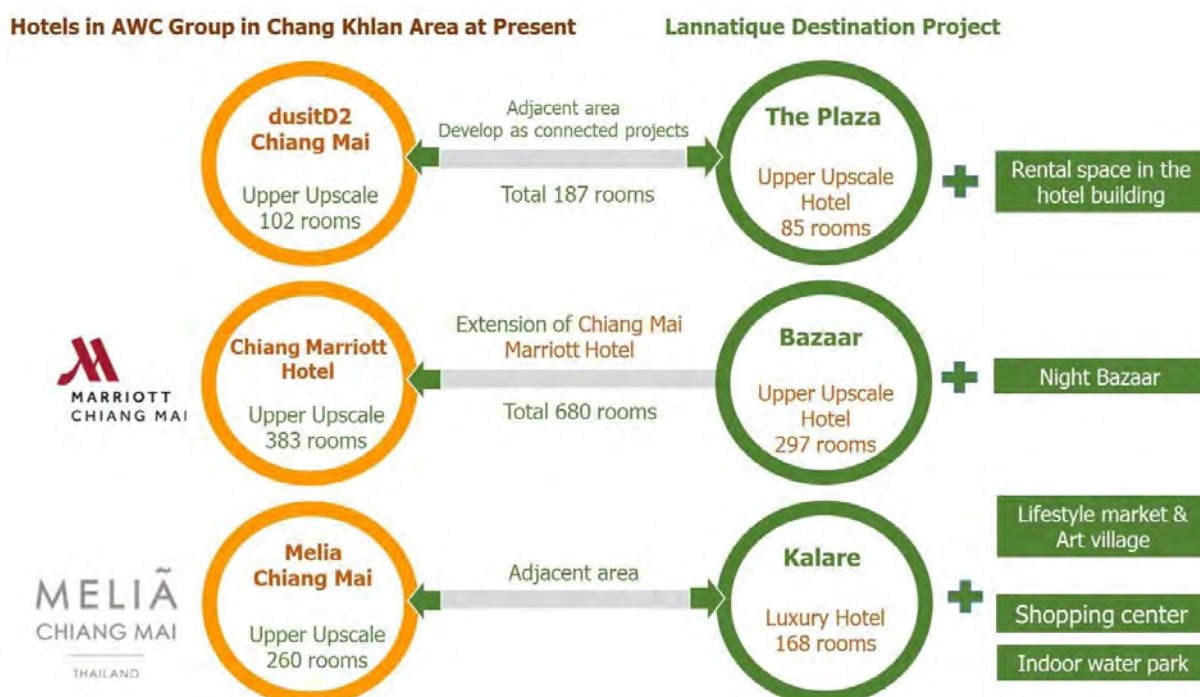 Hotels in AWC Group in Chang Khlan Area at Present
Lannatique Destination Project
dusitD2
Chiang Mai
Upper Upscale
102 rooms
Adjacent area
Develop as connected projects
Total 187 rooms
The Plaza
Upper Upscale
Hotel
85 rooms
Rental space in the
hotel building
MARRIOTT
CHIANG MAI
Chiang Marriott
Hotel
Upper Upscale
383 rooms
Extension of Chiang Mai
Marriott Hotel
Total 680 rooms
Bazaar
Upper Upscale
Hotel
297 rooms
Night Bazaar
MELIÃ
CHIANG MAI
THAILAND
Melia
Chiang Mai
Upper Upscale
260 rooms
Adjacent area
Kalare
Luxury Hotel
168 rooms
Lifestyle market &
Art village
Shopping center
Indoor water park